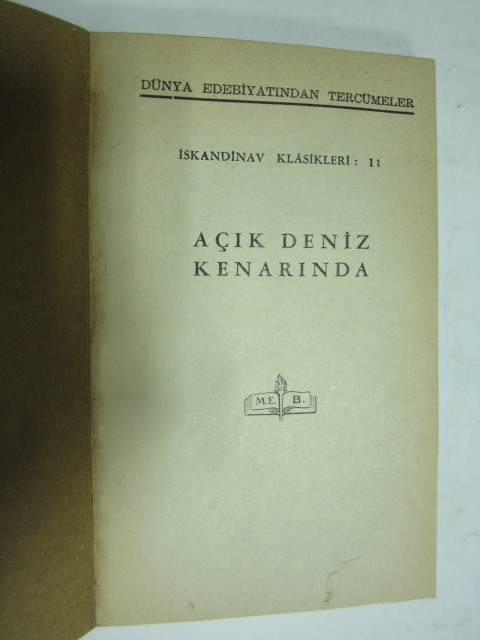 DÜNYA EDEBİYATINDAN TERCÜMELER
İSKANDİNAV KLÂSİKLERİ: 11
AÇIK DENİZ
KENARINDA
M.E. B.